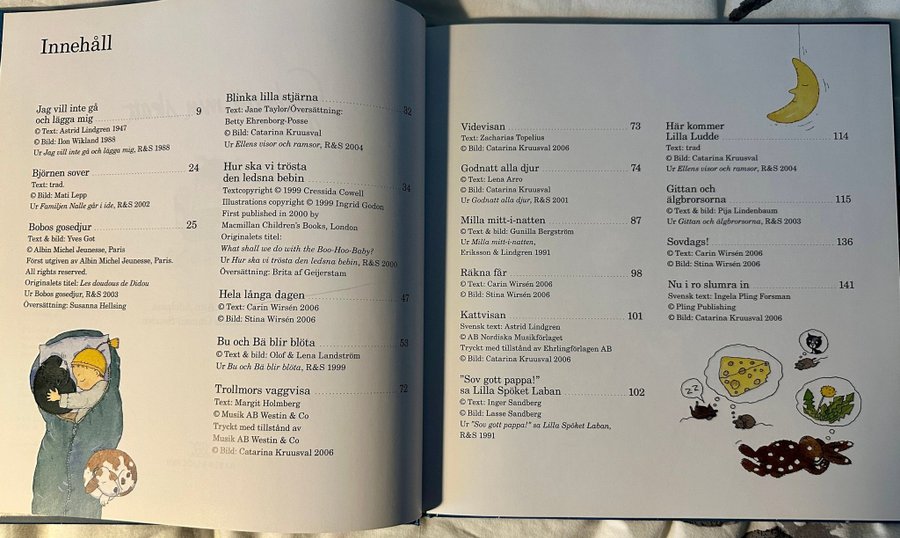 Innehåll
Jag vill inte gå
och lägga mig 9
© Text: Astrid Lindgren 1947
© Bild: Ilon Wikland 1988
Ur Jag vill inte gå och lägga mig, R&S 1988
Björnen sover 24
Text: trad.
© Bild: Mati Lepp
Ur Familjen Nalle går i ide, R&S 2002
Bobos gosedjur 25
Text & bild: Yves Got
© Albin Michel Jeunesse, Paris
Först utgiven av Albin Michel Jeunesse, Paris.
All rights reserved.
Originalets titel: Les doudous de Didou
Ur Bobos gosedjur, R&S 2003
Översättning: Susanna Hellsing
Blinka lilla stjärna 32
Text: Jane Taylor/Översättning:
Betty Ehrenborg-Posse
© Bild: Catarina Kruusval
Ur Ellens visor och ramsor, R&S 2004
Hur ska vi trösta
den ledsna bebin 34
Textcopyright © 1999 Cressida Cowell
Illustrations copyright © 1999 Ingrid Godon
First published in 2000 by
Macmillan Children's Books, London
Originalets titel:
What shall we do with the Boo-Hoo-Baby?
Ur Hur ska vi trösta den ledsna bebin, R&S 2000
Översättning: Brita af Geijerstam
Hela långa dagen 47
© Text: Carin Wirsén 2006
© Bild: Stina Wirsén 2006
Bu och Bä blir blöta 53
© Text & bild: Olof & Lena Landström
Ur Bu och Bä blir blöta, R&S 1999
Trollmors vaggvisa 72
Text: Margit Holmberg
© Musik AB Westin & Co
Tryckt med tillstånd av
Musik AB Westin & Co
© Bild: Catarina Kruusval 2006
Videvisan 73
Text: Zacharias Topelius
© Bild: Catarina Kruusval 2006
Godnatt alla djur 74
© Text: Lena Arro
© Bild: Catarina Kruusval
Ur Godnatt alla djur, R&S 2001
Milla mitt-i-natten 87
© Text & bild: Gunilla Bergström
Ur Milla mitt-i-natten,
Eriksson & Lindgren 1991
Räkna får 98
© Text: Carin Wirsén 2006
© Bild: Stina Wirsén 2006
Kattvisan 101
Svensk text: Astrid Lindgren
© AB Nordiska Musikförlaget
Tryckt med tillstånd av Ehrlingförlagen AB
© Bild: Catarina Kruusval 2006
"Sov gott pappa!"
sa Lilla Spöket Laban 102
© Text: Inger Sandberg
© Bild: Lasse Sandberg
Ur "Sov gott pappa!" sa Lilla Spöket Laban,
R&S 1991
Här kommer
Lilla Ludde 114
Text: trad
© Bild: Catarina Kruusval
Ur Ellens visor och ramsor, R&S 2004
Gittan och
älgbrorsorna 115
© Text & bild: Pija Lindenbaum
Ur Gittan och älgbrorsorna, R&S 2003
Sovdags! 136
© Text: Carin Wirsén 2006
© Bild: Stina Wirsén 2006
Nu i ro slumra in 141
Svensk text: Ingela Pling Forsman
© Pling Publishing
© Bild: Catarina Kruusval 2006
ZZ